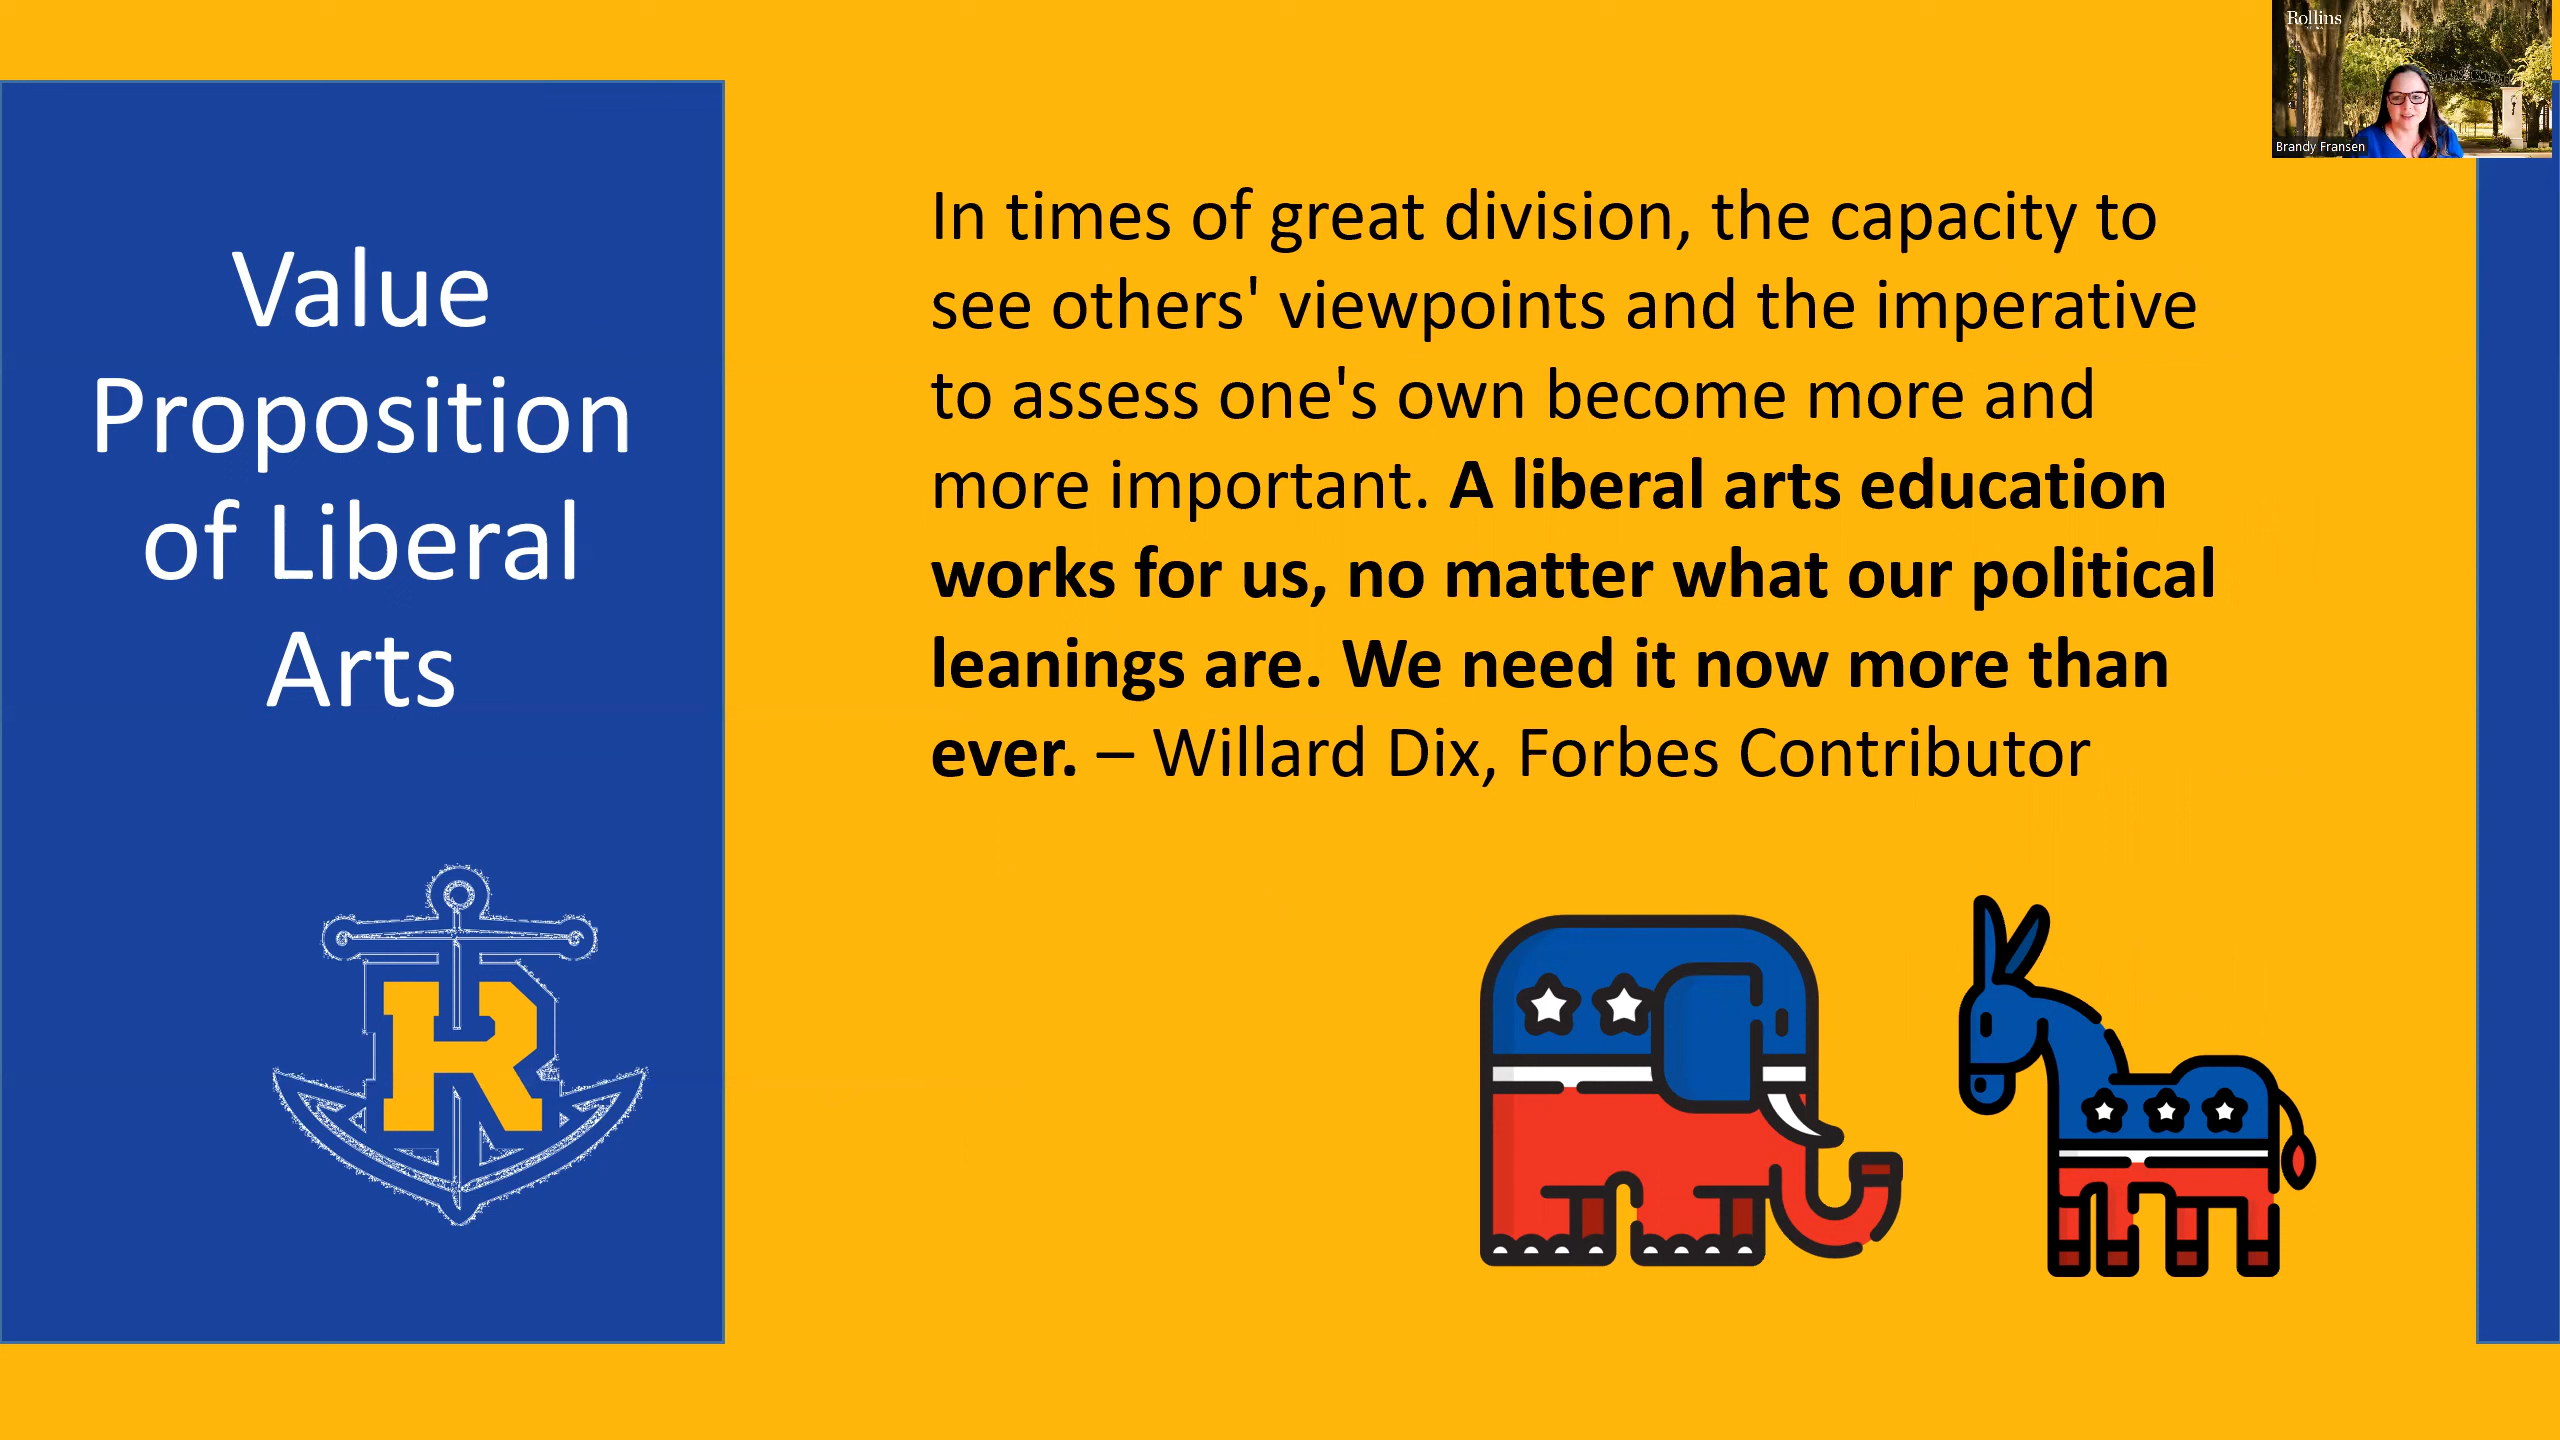 Value
Proposition
of Liberal
Arts
R
In times of great division, the capacity to
see others' viewpoints and the imperative
to assess one's own become more and
more important. A liberal arts education
works for us, no matter what our political
leanings are. We need it now more than
ever. – Willard Dix, Forbes Contributor
Rollins
Brandy Fransen